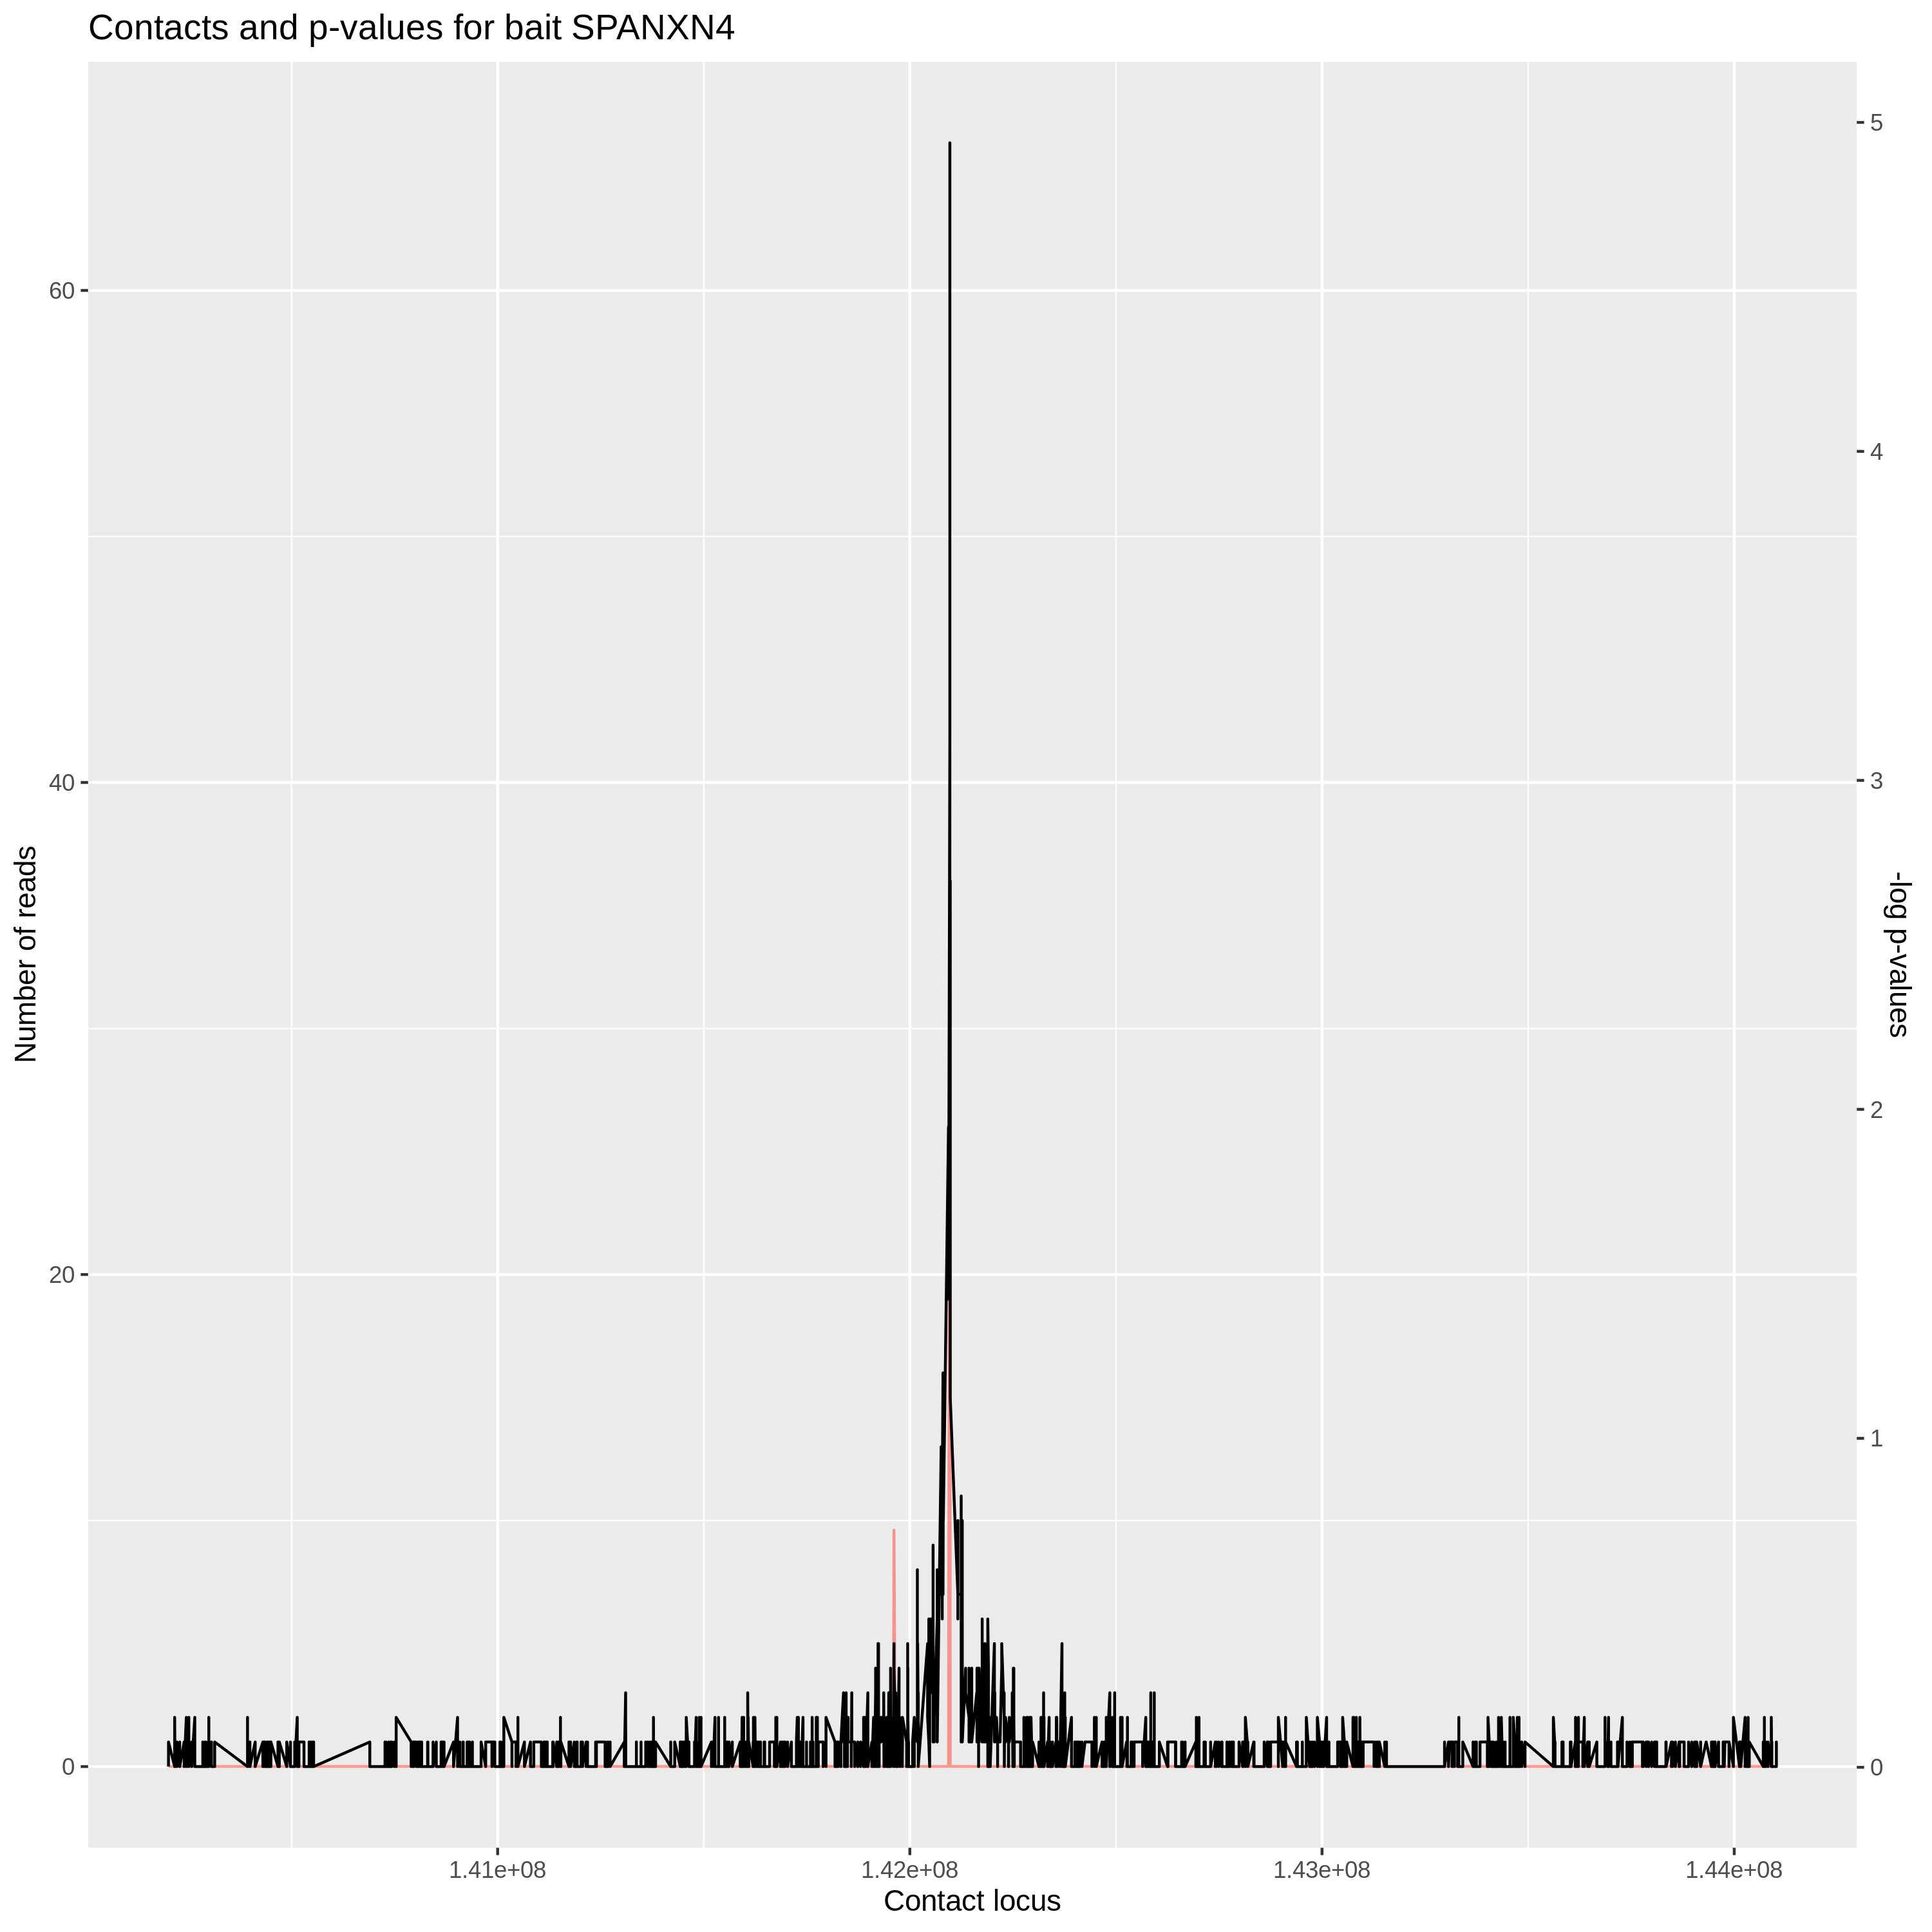 Contacts and p-values for bait SPANXN4
60
40
20
0
5
4
3
2
1
0
Number of reads
-log p-values
1.41e+08
1.42e+08
1.43e+08
1.44e+08
Contact locus